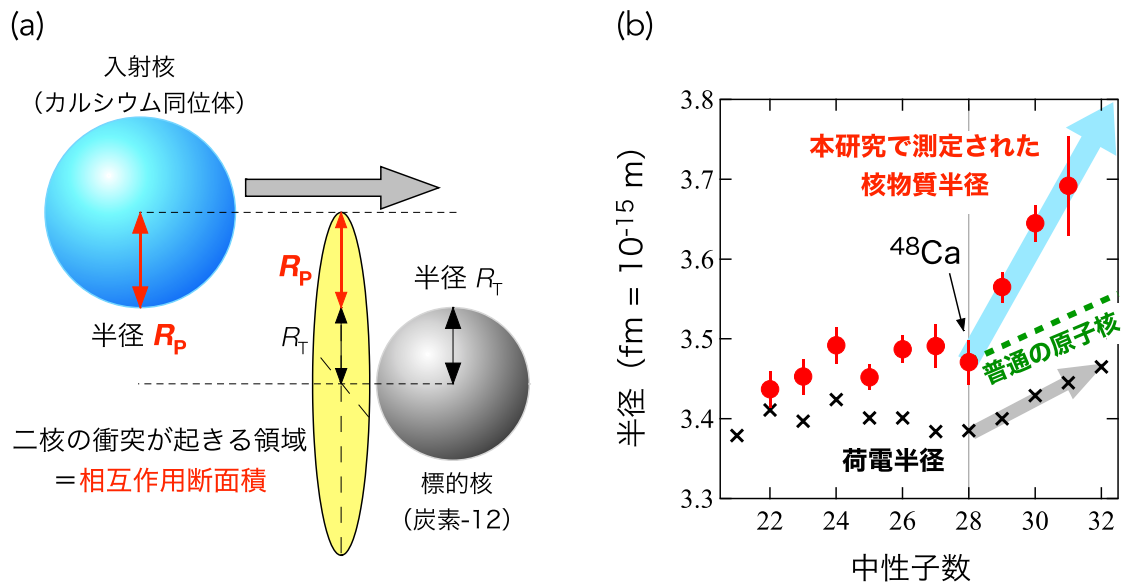 (a)
入射核
（カルシウム同位体）
R_P
半径 R_T
半径 R_P
R_T
二核の衝突が起きる領域
＝相互作用断面積
標的核
（炭素-12）
(b)
半径 (fm = 10⁻¹⁵ m)
3.8
3.7
3.6
3.5
3.4
3.3
本研究で測定された
核物質半径
⁴⁸Ca
普通の原子核
荷電半径
22 24 26 28 30 32
中性子数